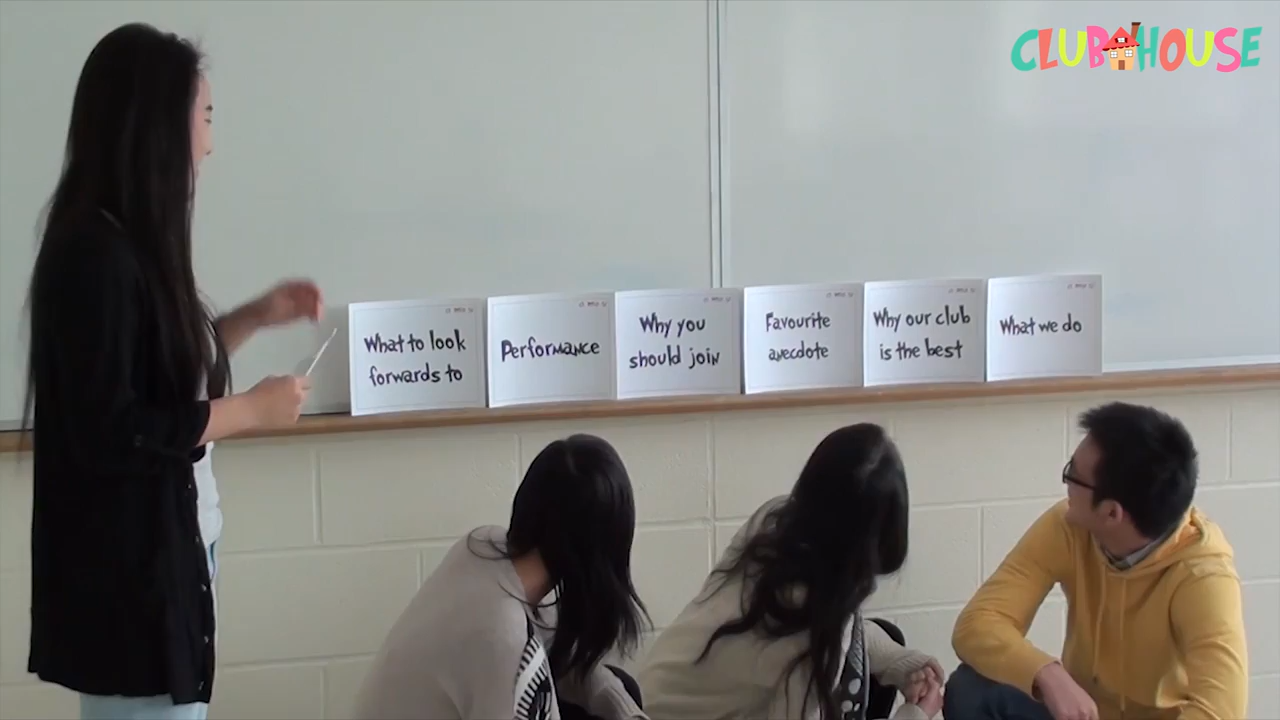 CLUBHOUSE
What to look
forwards to
Performance
Why you
should join
Favourite
anecdote
Why our club
is the best
What we do